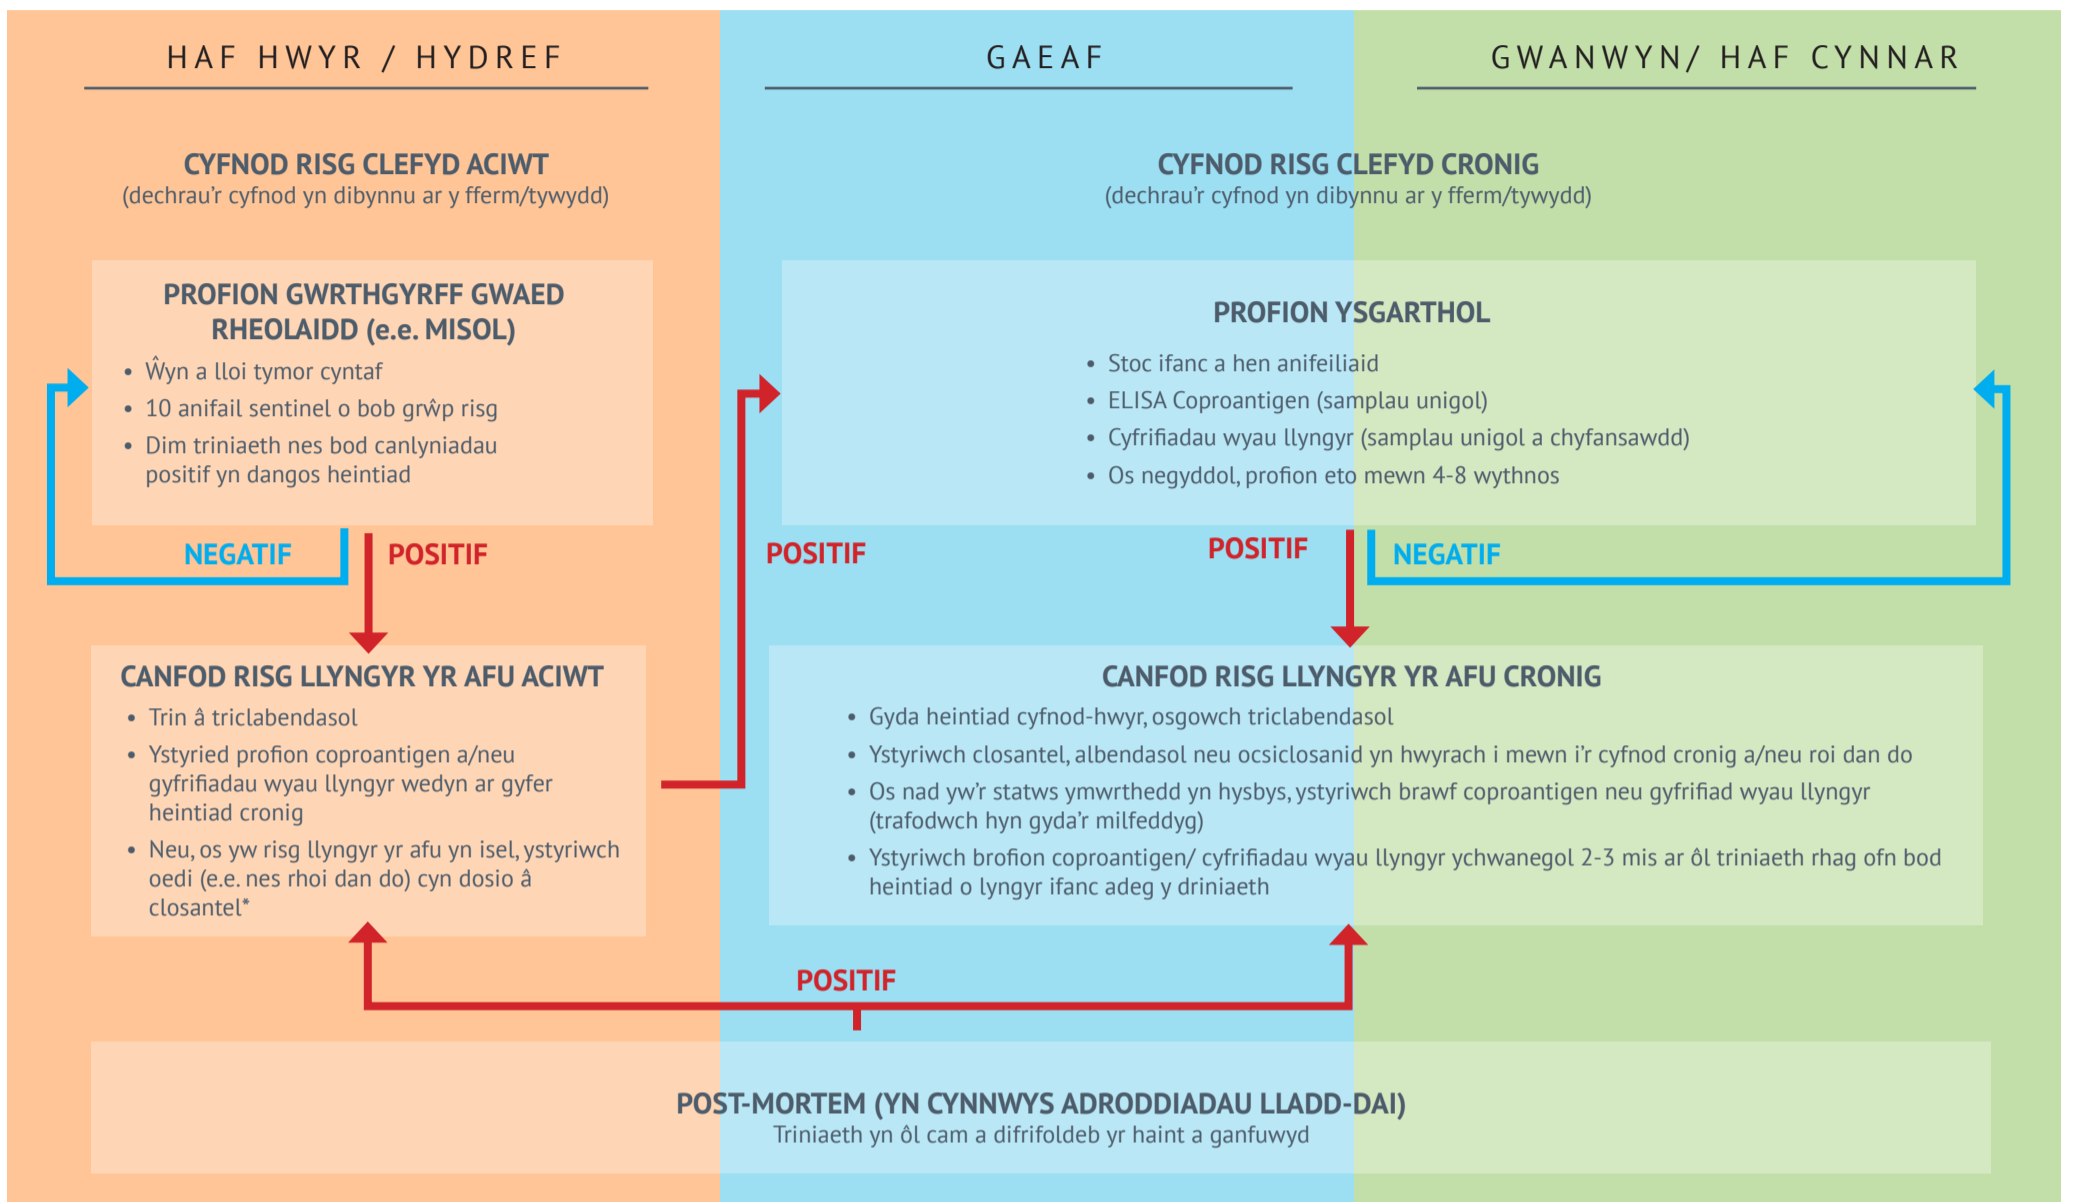 HAF HWYR / HYDREF
GAEAF
GWANWYN/ HAF CYNNAR
CYFNOD RISG CLEFYD ACIWT
(dechrau'r cyfnod yn dibynnu ar y fferm/tywydd)
CYFNOD RISG CLEFYD CRONIG
(dechrau'r cyfnod yn dibynnu ar y fferm/tywydd)
PROFION GWRTHGYRFF GWAED
RHEOLAIDD (e.e. MISOL)
• Ŵyn a lloi tymor cyntaf
• 10 anifail sentinel o bob grŵp risg
• Dim triniaeth nes bod canlyniadau
positif yn dangos heintiad
PROFION YSGARTHOL
• Stoc ifanc a hen anifeiliaid
• ELISA Coproantigen (samplau unigol)
• Cyfrifiadau wyau llyngyr (samplau unigol a chyfansawdd)
• Os negyddol, profion eto mewn 4-8 wythnos
NEGATIF
POSITIF
POSITIF
POSITIF
NEGATIF
CANFOD RISG LLYNGYR YR AFU ACIWT
• Trin â triclabendasol
• Ystyried profion coproantigen a/neu
gyfrifiadau wyau llyngyr wedyn ar gyfer
heintiad cronig
• Neu, os yw risg llyngyr yr afu yn isel, ystyriwch
oedi (e.e. nes rhoi dan do) cyn dosio â
closantel*
CANFOD RISG LLYNGYR YR AFU CRONIG
• Gyda heintiad cyfnod-hwyr, osgowch triclabendasol
• Ystyriwch closantel, albendasol neu ocsiclosanid yn hwyrach i mewn i'r cyfnod cronig a/neu roi dan do
• Os nad yw'r statws ymwrthedd yn hysbys, ystyriwch brawf coproantigen neu gyfrifiad wyau llyngyr
(trafodwch hyn gyda'r milfeddyg)
• Ystyriwch brofion coproantigen/ cyfrifiadau wyau llyngyr ychwanegol 2-3 mis ar ôl triniaeth rhag ofn bod
heintiad o lyngyr ifanc adeg y driniaeth
POSITIF
POST-MORTEM (YN CYNNWYS ADRODDIADAU LLADD-DAI)
Triniaeth yn ôl cam a difrifoldeb yr haint a ganfuwyd